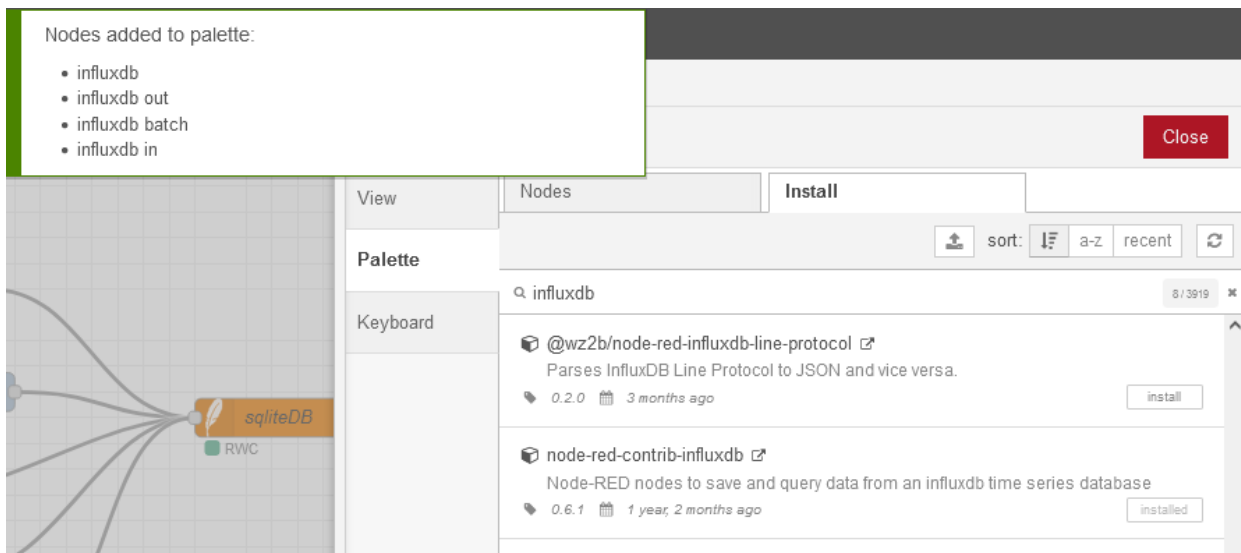 Nodes added to palette:
• influxdb
• influxdb out
• influxdb batch
• influxdb in
Close
View
Palette
Keyboard
Nodes
Install
sort:
a-z
recent
influxdb
8 / 3919
@wz2b/node-red-influxdb-line-protocol
Parses InfluxDB Line Protocol to JSON and vice versa.
0.2.0 3 months ago
install
node-red-contrib-influxdb
Node-RED nodes to save and query data from an influxdb time series database
0.6.1 1 year, 2 months ago
installed
sqliteDB
RWC